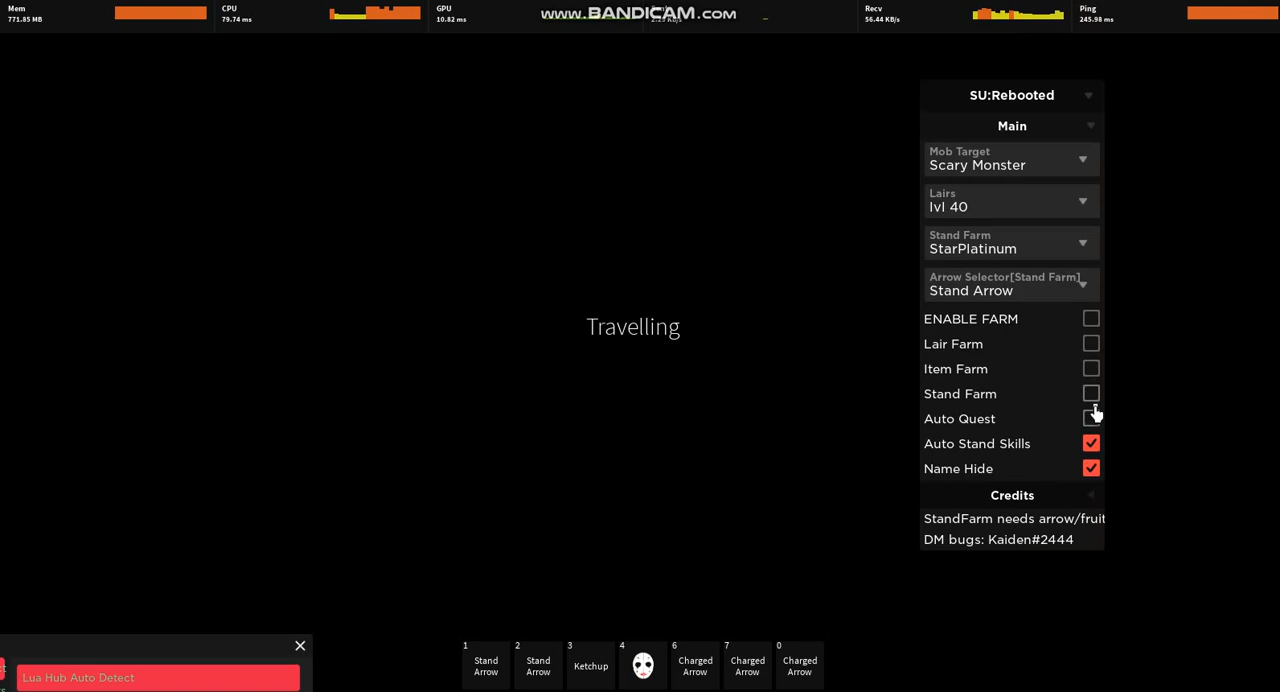 Mem
771.85 MB
CPU
79.74 ms
GPU
10.82 ms
www.BANDICAM.com
Recv
56.44 KB/s
Ping
245.98 ms
SU:Rebooted
Main
Mob Target
Scary Monster
Lairs
lvl 40
Stand Farm
StarPlatinum
Arrow Selector[Stand Farm]
Stand Arrow
ENABLE FARM
Lair Farm
Item Farm
Stand Farm
Auto Quest
Auto Stand Skills
Name Hide
Credits
StandFarm needs arrow/fruit
DM bugs: Kaiden#2444
Travelling
1
Stand
Arrow
2
Stand
Arrow
3
Ketchup
4
6
Charged
Arrow
7
Charged
Arrow
0
Charged
Arrow
Lua Hub Auto Detect